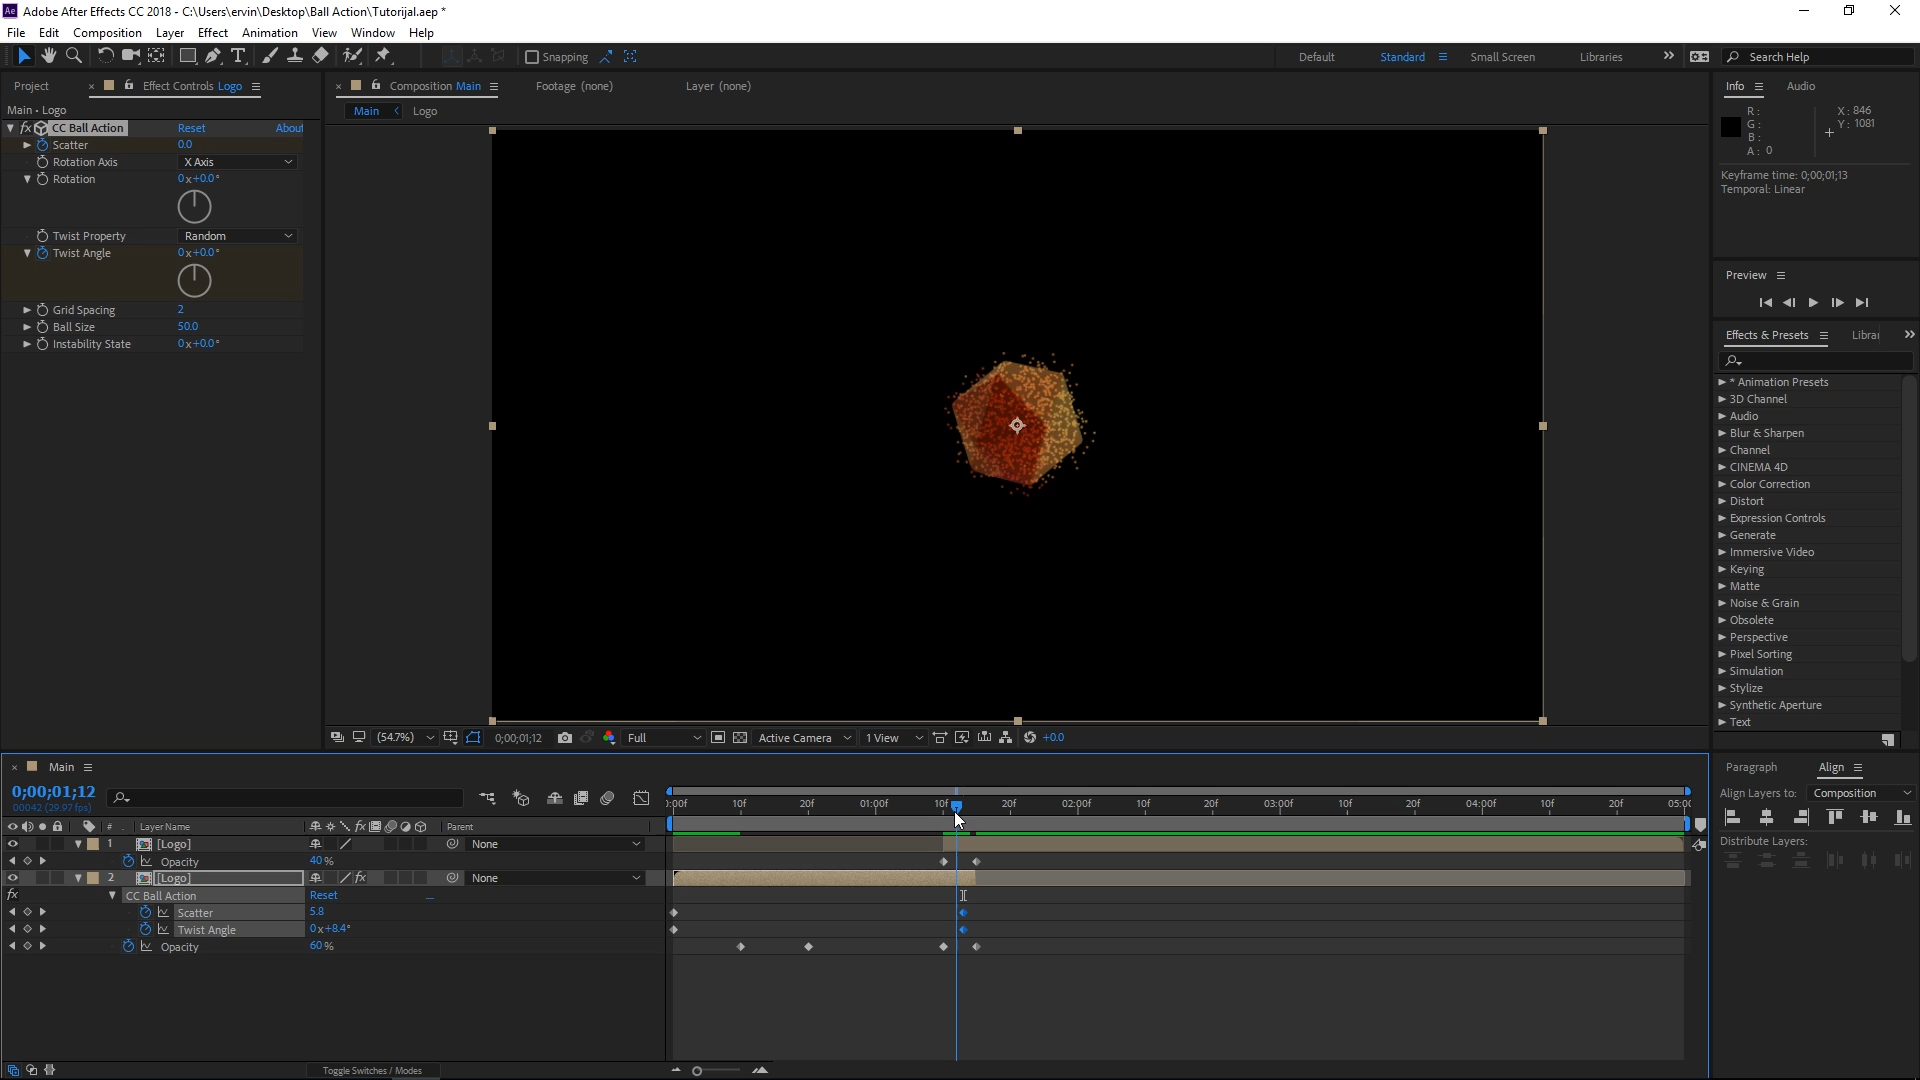 Adobe After Effects CC 2018 - C:\Users\ervin\Desktop\Ball Action\Tutorijal.aep *
File Edit Composition Layer Effect Animation View Window Help
Snapping Default Standard Small Screen Libraries Search Help
Project Effect Controls Logo Composition Main Footage (none) Layer (none) Info Audio
Main • Logo
Main Logo
R: X: 846
G: Y: 1081
B:
A: 0
CC Ball Action Reset About
Scatter 0.0
Rotation Axis X Axis
Rotation 0x+0.0°
Keyframe time: 0;00;01;13
Temporal: Linear
Twist Property Random
Twist Angle 0x+0.0°
Grid Spacing 2
Ball Size 50.0
Instability State 0x+0.0°
Preview
Effects & Presets Librar
* Animation Presets
3D Channel
Audio
Blur & Sharpen
Channel
CINEMA 4D
Color Correction
Distort
Expression Controls
Generate
Immersive Video
Keying
Matte
Noise & Grain
Obsolete
Perspective
Pixel Sorting
Simulation
Stylize
Synthetic Aperture
Text
(54.7%) 0;00;01;12 Full Active Camera 1 View +0.0
Main
Paragraph Align
0;00;01;12
00042 (29.97 fps)
Align Layers to: Composition
):00f 10f 20f 01:00f 10f 20f 02:00f 10f 20f 03:00f 10f 20f 04:00f 10f 20f 05:00
# Layer Name Parent
Distribute Layers:
1 [Logo] None
Opacity 40 %
2 [Logo] None
CC Ball Action Reset
Scatter 5.8
Twist Angle 0x+8.4°
Opacity 60 %
Toggle Switches / Modes